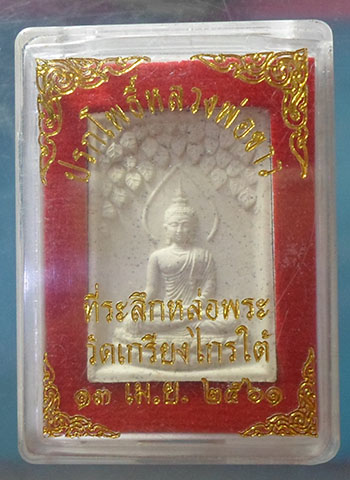 ปรกโพธิ์หลวงพ่อขาว
ที่ระลึกหล่อพระ
วัดเกรียงไกรใต้
๑๓ เม.ย. ๒๕๖๑